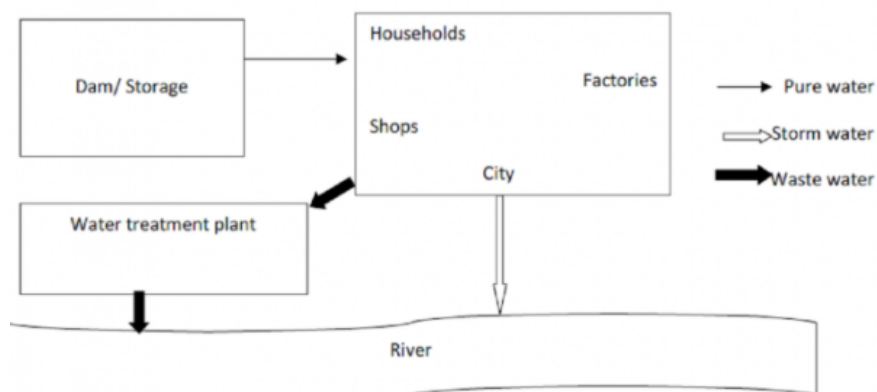 Households
Dam/ Storage
Factories
Pure water
Shops
Storm water
City
Waste water
Water treatment plant
River